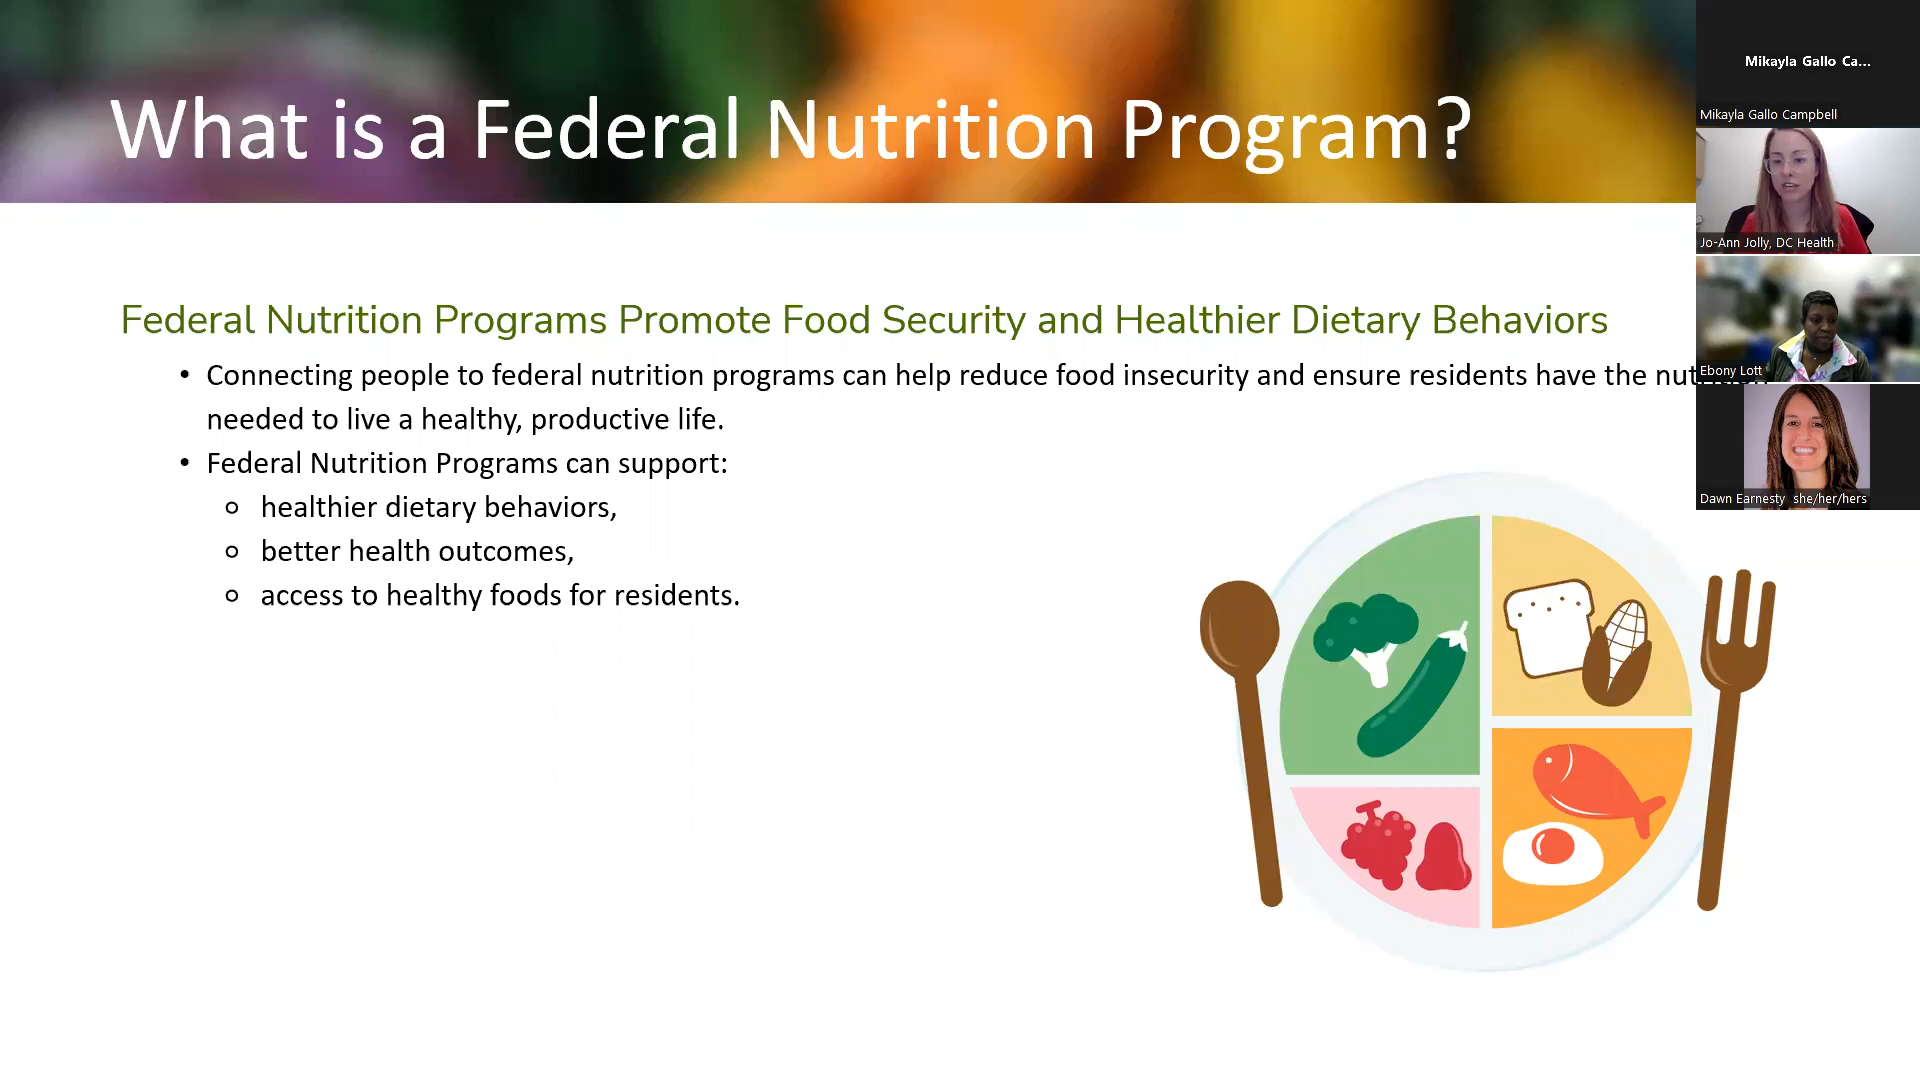 What is a Federal Nutrition Program?
Federal Nutrition Programs Promote Food Security and Healthier Dietary Behaviors
• Connecting people to federal nutrition programs can help reduce food insecurity and ensure residents have the
needed to live a healthy, productive life.
• Federal Nutrition Programs can support:
healthier dietary behaviors,
better health outcomes,
access to healthy foods for residents.
Mikayla Gallo Ca...
Mikayla Gallo Campbell
Jo-Ann Jolly, DC Health
Ebony Lott
Dawn Earnesty she/her/hers